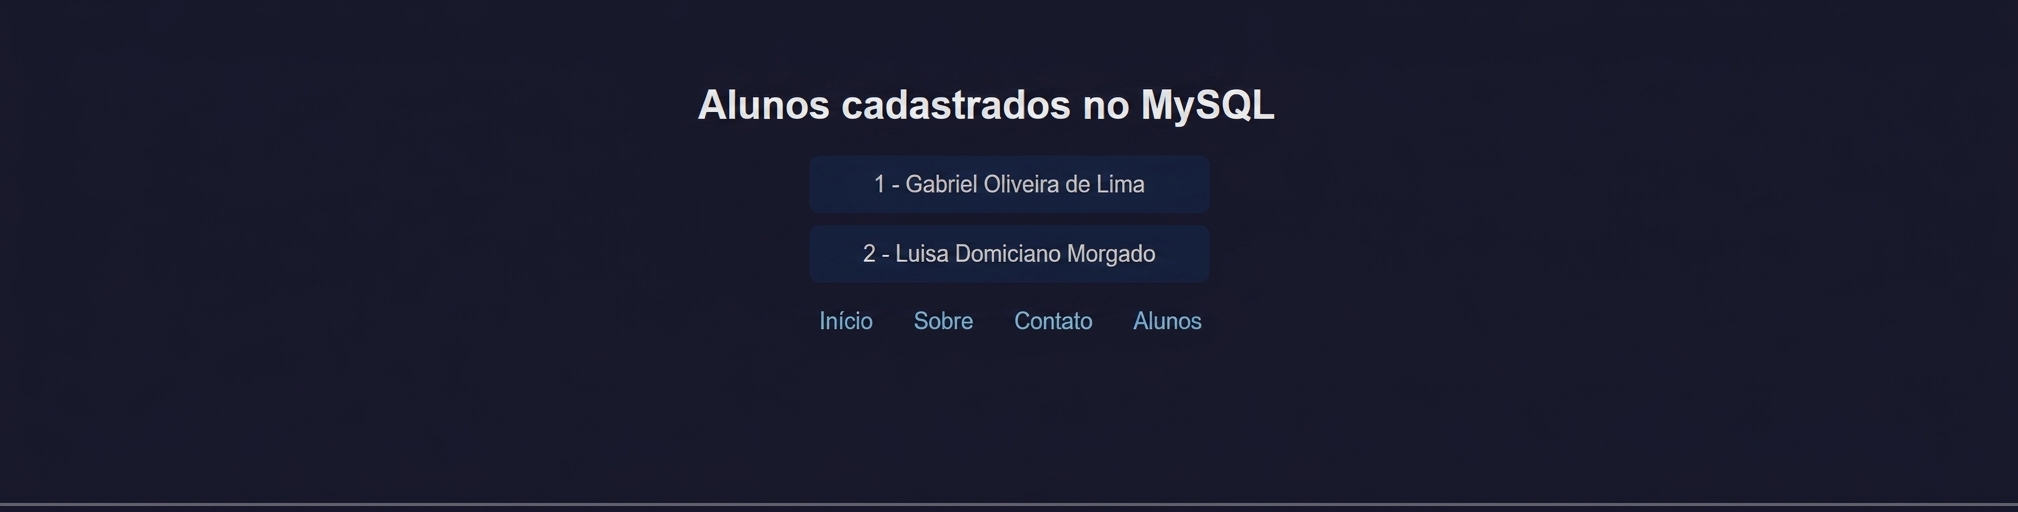 Alunos cadastrados no MySQL
1 - Gabriel Oliveira de Lima
2 - Luisa Domiciano Morgado
Início Sobre Contato Alunos